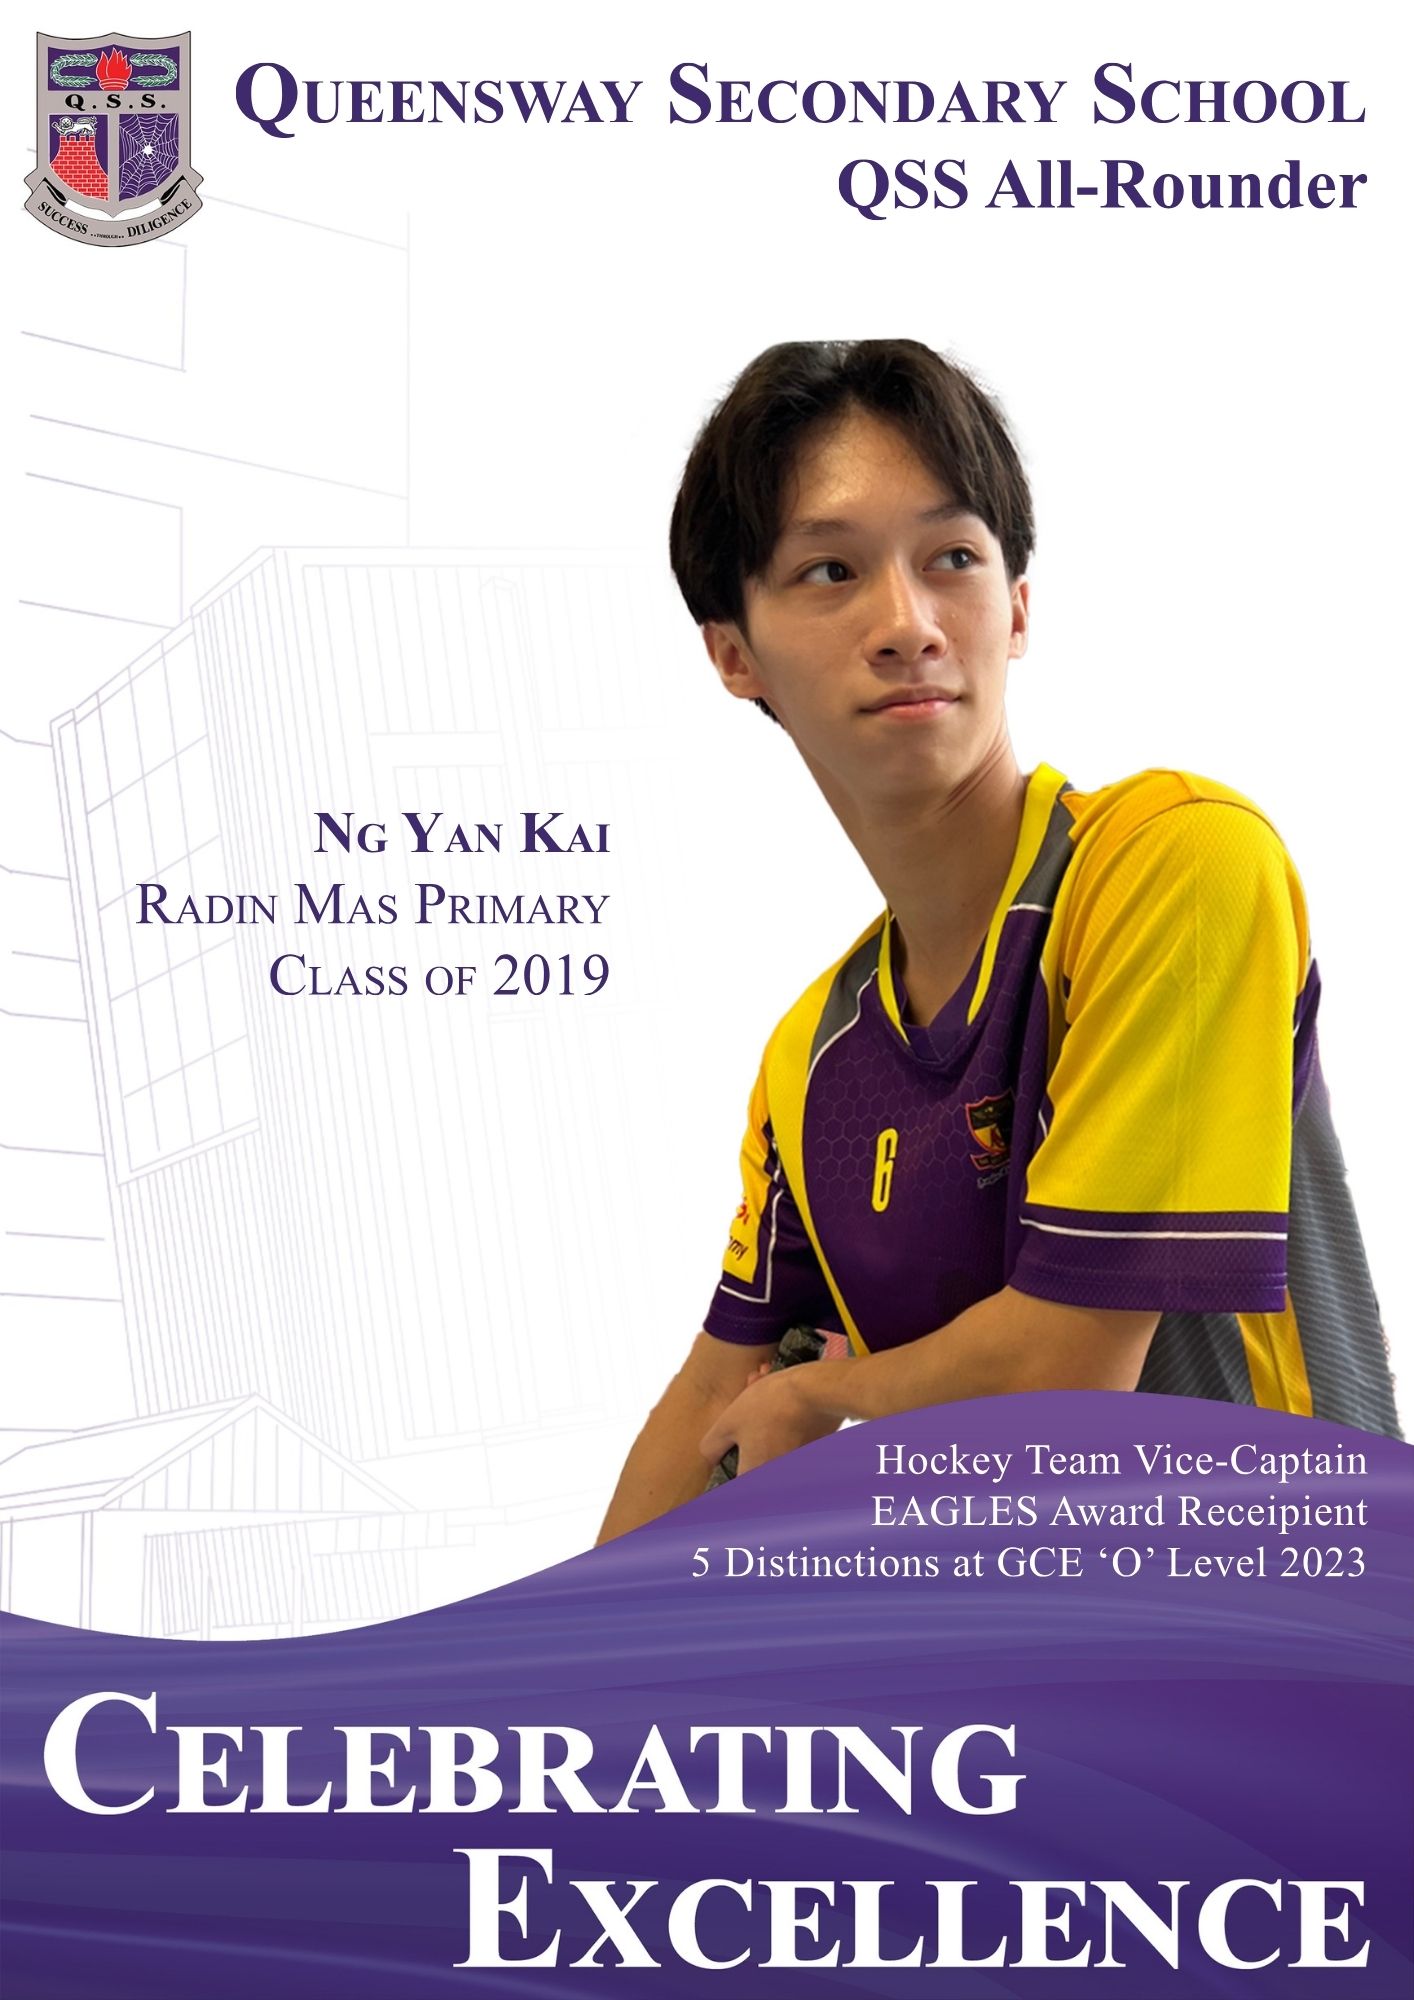 Q.S.S.
SUCCESS ..THROUGH.. DILIGENCE
QUEENSWAY SECONDARY SCHOOL
QSS All-Rounder
NG YAN KAI
RADIN MAS PRIMARY
CLASS OF 2019
6
Hockey Team Vice-Captain
EAGLES Award Receipient
5 Distinctions at GCE ‘O’ Level 2023
CELEBRATING
EXCELLENCE